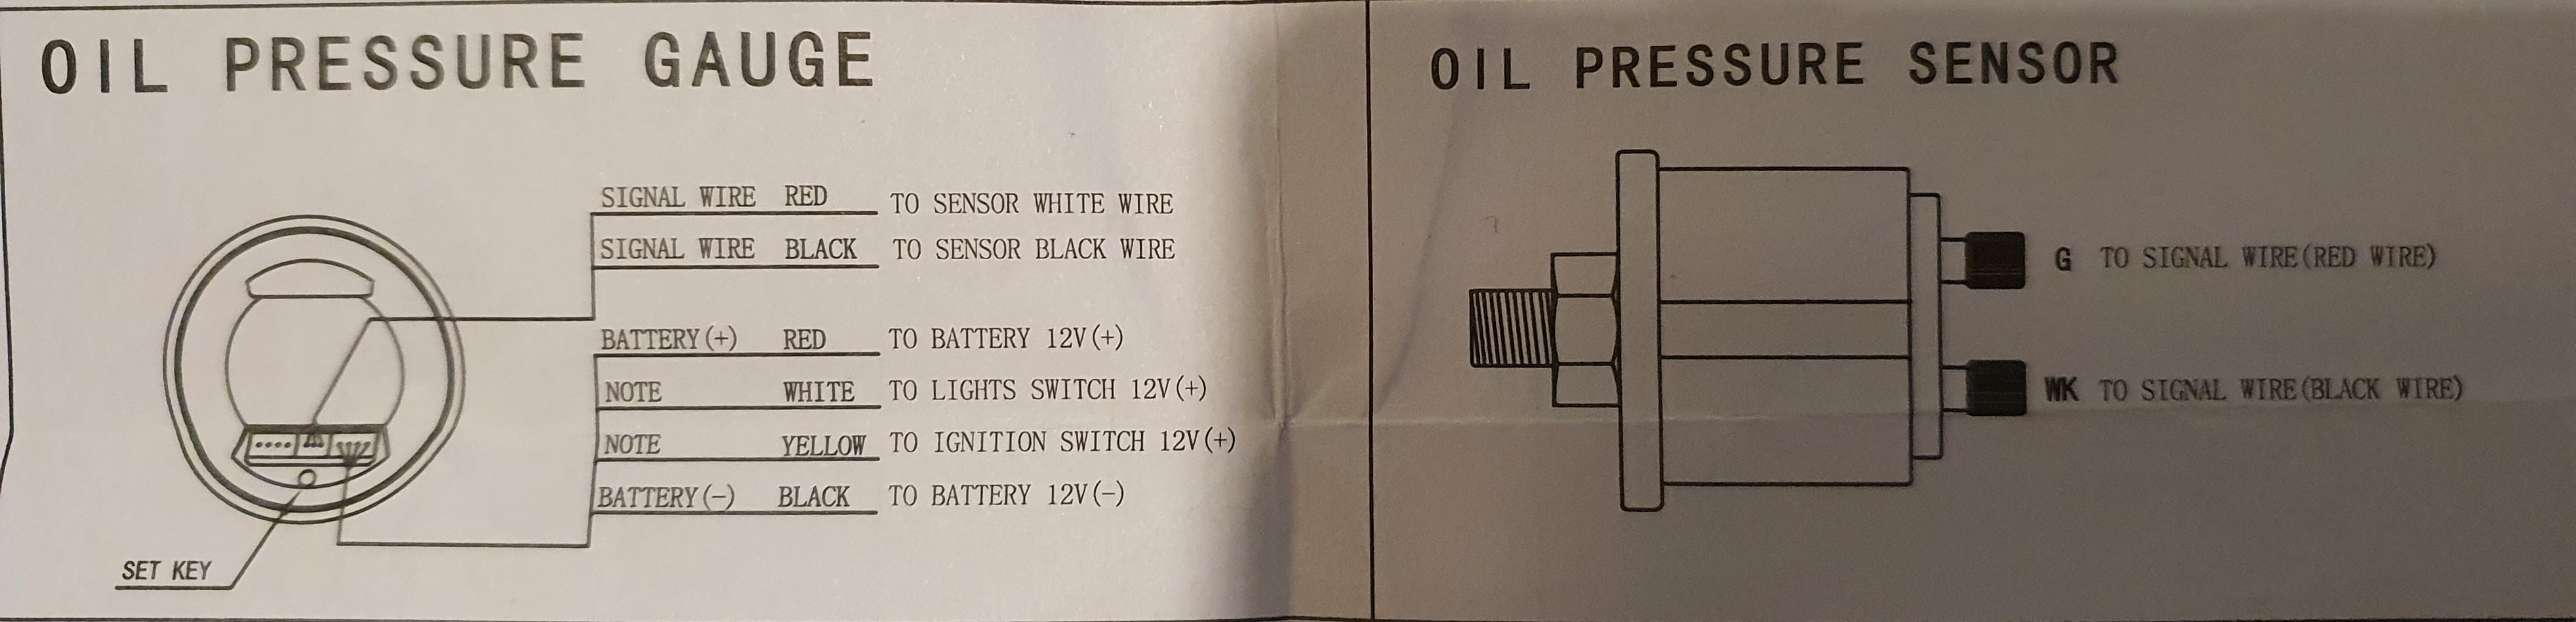 OIL PRESSURE GAUGE
SIGNAL WIRE RED TO SENSOR WHITE WIRE
SIGNAL WIRE BLACK TO SENSOR BLACK WIRE
BATTERY(+) RED TO BATTERY 12V(+)
NOTE WHITE TO LIGHTS SWITCH 12V(+)
NOTE YELLOW TO IGNITION SWITCH 12V(+)
BATTERY(-) BLACK TO BATTERY 12V(-)
SET KEY
OIL PRESSURE SENSOR
G TO SIGNAL WIRE(RED WIRE)
WK TO SIGNAL WIRE(BLACK WIRE)